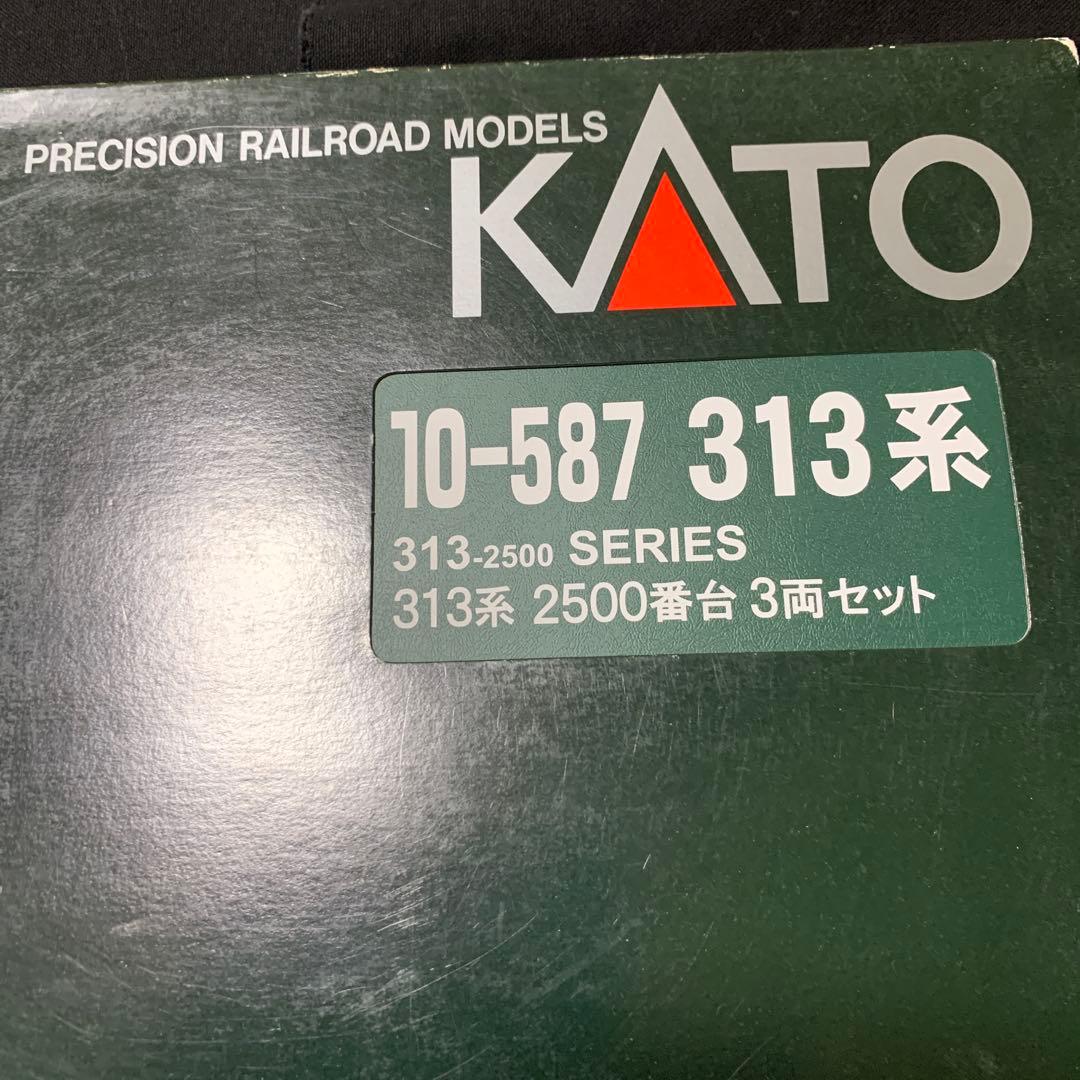 PRECISION RAILROAD MODELS
KATO
10-587 313系
313-2500 SERIES
313系 2500番台 3両セット